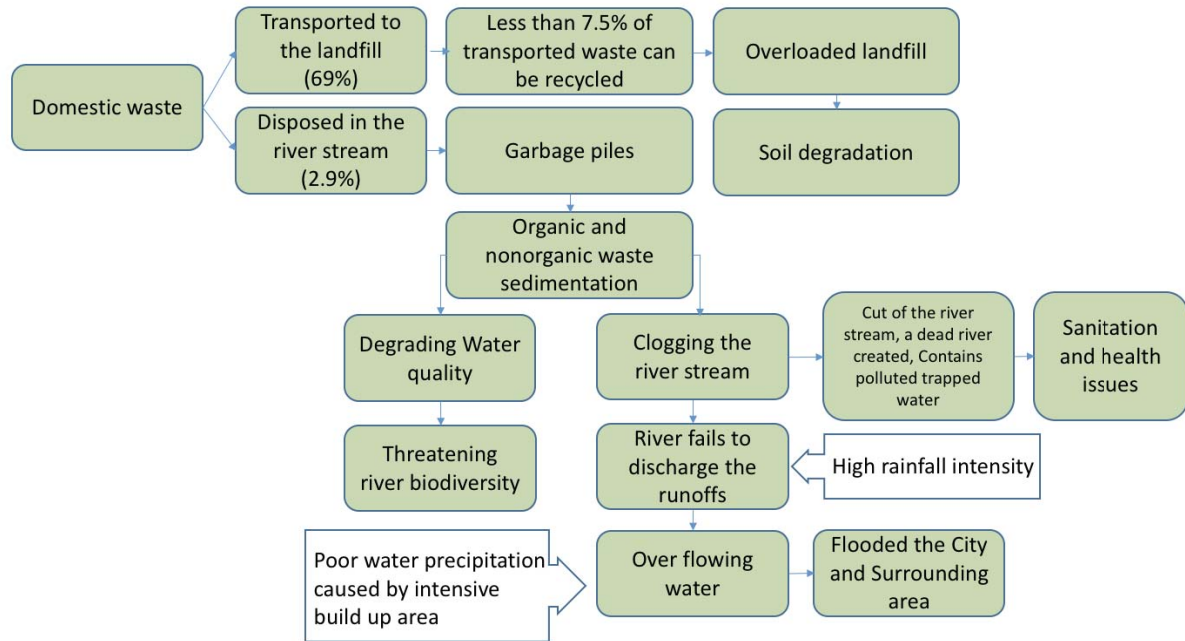 Domestic waste
Transported to
the landfill
(69%)
Less than 7.5% of
transported waste can
be recycled
Overloaded landfill
Disposed in the
river stream
(2.9%)
Garbage piles
Soil degradation
Organic and
nonorganic waste
sedimentation
Degrading Water
quality
Clogging the
river stream
Cut of the river
stream, a dead river
created, Contains
polluted trapped
water
Sanitation
and health
issues
Threatening
river biodiversity
River fails to
discharge the
runoffs
High rainfall intensity
Poor water precipitation
caused by intensive
build up area
Over flowing
water
Flooded the City
and Surrounding
area